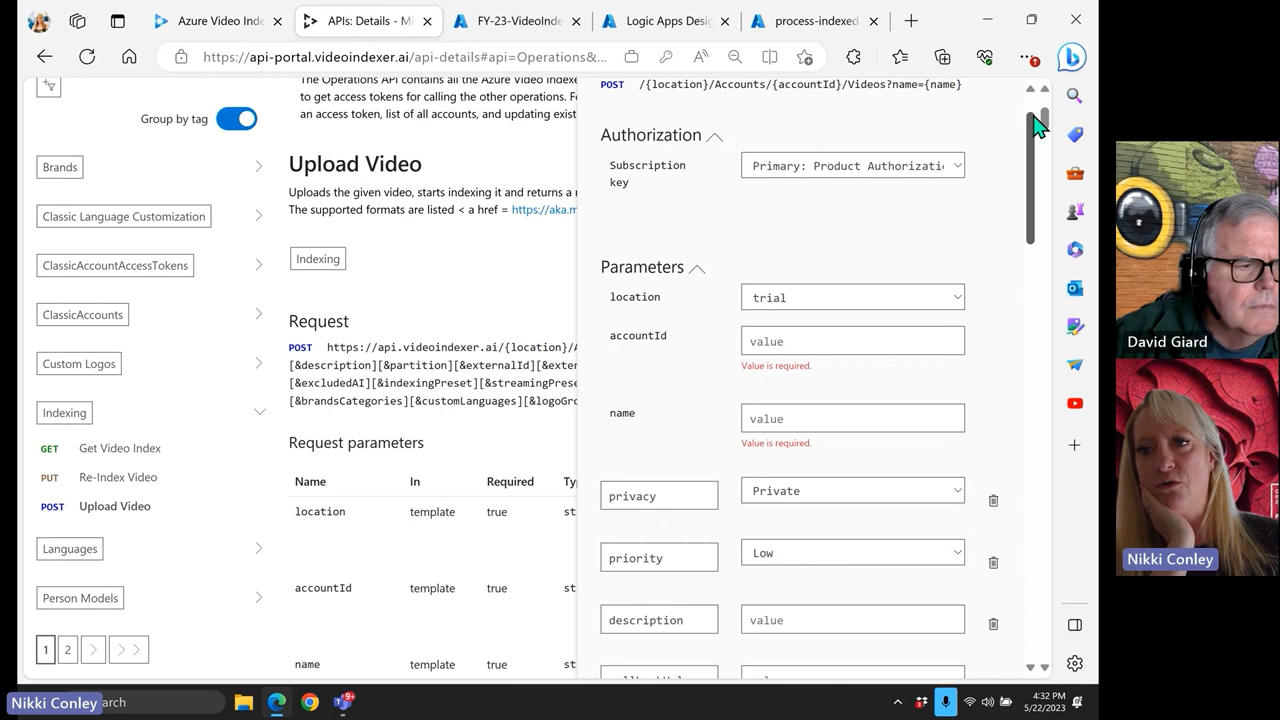 Azure Video Inde
APIs: Details - Mi
FY-23-VideoInde
Logic Apps Desi
process-indexed
https://api-portal.videoindexer.ai/api-details#api=Operations&...
The Operations API contains all the Azure Video Indexe
to get access tokens for calling the other operations. Fo
an access token, list of all accounts, and updating exist
Group by tag
Brands
Classic Language Customization
ClassicAccountAccessTokens
ClassicAccounts
Custom Logos
Indexing
GET Get Video Index
PUT Re-Index Video
POST Upload Video
Languages
Person Models
1 2
Upload Video
Uploads the given video, starts indexing it and returns a n
The supported formats are listed < a href = https://aka.m
Indexing
Request
POST https://api.videoindexer.ai/{location}/A
[&description][&partition][&externalId][&exter
[&excludedAI][&indexingPreset][&streamingPrese
[&brandsCategories][&customLanguages][&logoGro
Request parameters
Name In Required Ty
location template true st
accountId template true st
name template true st
POST /{location}/Accounts/{accountId}/Videos?name={name}
Authorization
Subscription
key
Primary: Product Authorizatio
Parameters
location trial
accountId value
Value is required.
name value
Value is required.
privacy Private
priority Low
description value
David Giard
Nikki Conley
Nikki Conley
arch
9+
4:32 PM
5/22/2023